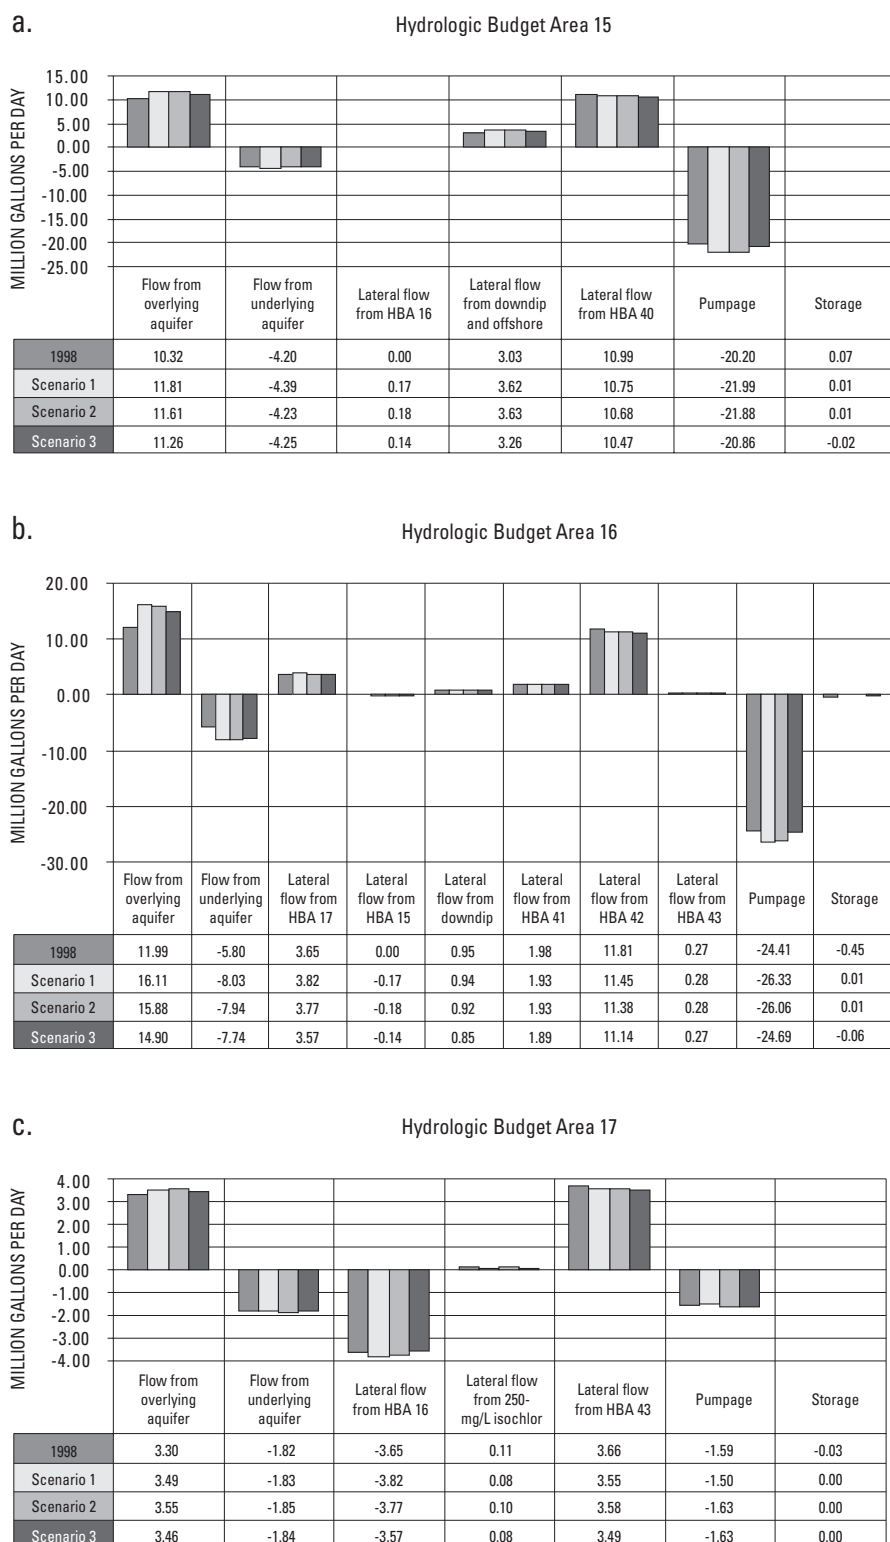 a.
Hydrologic Budget Area 15
MILLION GALLONS PER DAY
15.00
10.00
5.00
0.00
-5.00
-10.00
-15.00
-20.00
-25.00
Flow from overlying aquifer
Flow from underlying aquifer
Lateral flow from HBA 16
Lateral flow from downdip and offshore
Lateral flow from HBA 40
Pumpage
Storage
1998 10.32 -4.20 0.00 3.03 10.99 -20.20 0.07
Scenario 1 11.81 -4.39 0.17 3.62 10.75 -21.99 0.01
Scenario 2 11.61 -4.23 0.18 3.63 10.68 -21.88 0.01
Scenario 3 11.26 -4.25 0.14 3.26 10.47 -20.86 -0.02
b.
Hydrologic Budget Area 16
MILLION GALLONS PER DAY
20.00
10.00
0.00
-10.00
-20.00
-30.00
Flow from overlying aquifer
Flow from underlying aquifer
Lateral flow from HBA 17
Lateral flow from HBA 15
Lateral flow from downdip
Lateral flow from HBA 41
Lateral flow from HBA 42
Lateral flow from HBA 43
Pumpage
Storage
1998 11.99 -5.80 3.65 0.00 0.95 1.98 11.81 0.27 -24.41 -0.45
Scenario 1 16.11 -8.03 3.82 -0.17 0.94 1.93 11.45 0.28 -26.33 0.01
Scenario 2 15.88 -7.94 3.77 -0.18 0.92 1.93 11.38 0.28 -26.06 0.01
Scenario 3 14.90 -7.74 3.57 -0.14 0.85 1.89 11.14 0.27 -24.69 -0.06
c.
Hydrologic Budget Area 17
MILLION GALLONS PER DAY
4.00
3.00
2.00
1.00
0.00
-1.00
-2.00
-3.00
-4.00
Flow from overlying aquifer
Flow from underlying aquifer
Lateral flow from HBA 16
Lateral flow from 250-mg/L isochlor
Lateral flow from HBA 43
Pumpage
Storage
1998 3.30 -1.82 -3.65 0.11 3.66 -1.59 -0.03
Scenario 1 3.49 -1.83 -3.82 0.08 3.55 -1.50 0.00
Scenario 2 3.55 -1.85 -3.77 0.10 3.58 -1.63 0.00
Scenario 3 3.46 -1.84 -3.57 0.08 3.49 -1.63 0.00